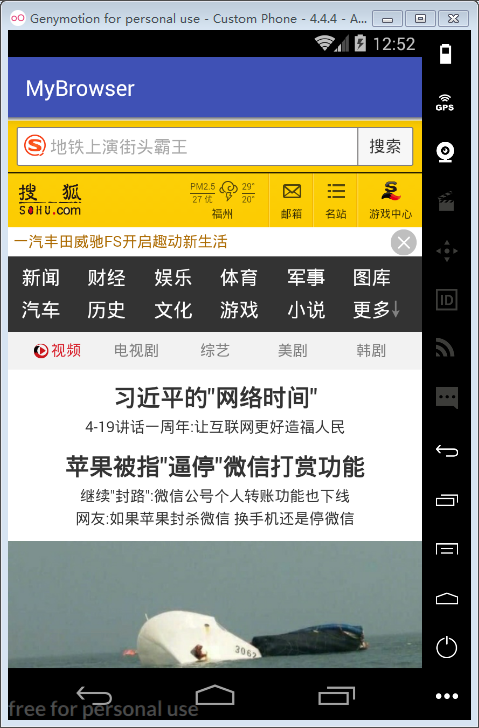 Genymotion for personal use - Custom Phone - 4.4.4 - A...
12:52
MyBrowser
地铁上演街头霸王 搜索
搜狐 SOHU.com
PM2.5 27 优 29° 20° 福州
邮箱 名站 游戏中心
一汽丰田威驰FS开启趣动新生活
新闻 财经 娱乐 体育 军事 图库
汽车 历史 文化 游戏 小说 更多↓
视频 电视剧 综艺 美剧 韩剧
习近平的"网络时间"
4-19讲话一周年:让互联网更好造福人民
苹果被指"逼停"微信打赏功能
继续"封路":微信公号个人转账功能也下线
网友:如果苹果封杀微信 换手机还是停微信
3062
free for personal use
GPS
ID